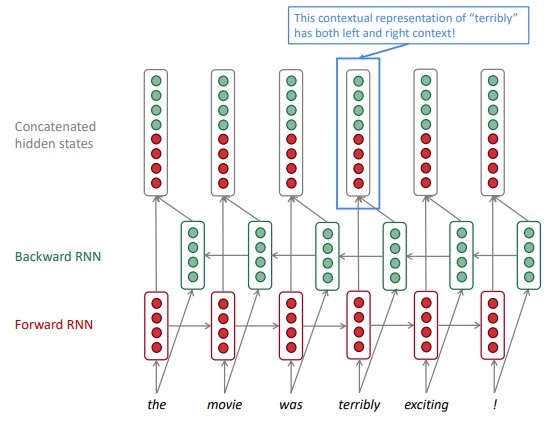 This contextual representation of “terribly”
has both left and right context!
Concatenated
hidden states
Backward RNN
Forward RNN
the movie was terribly exciting !